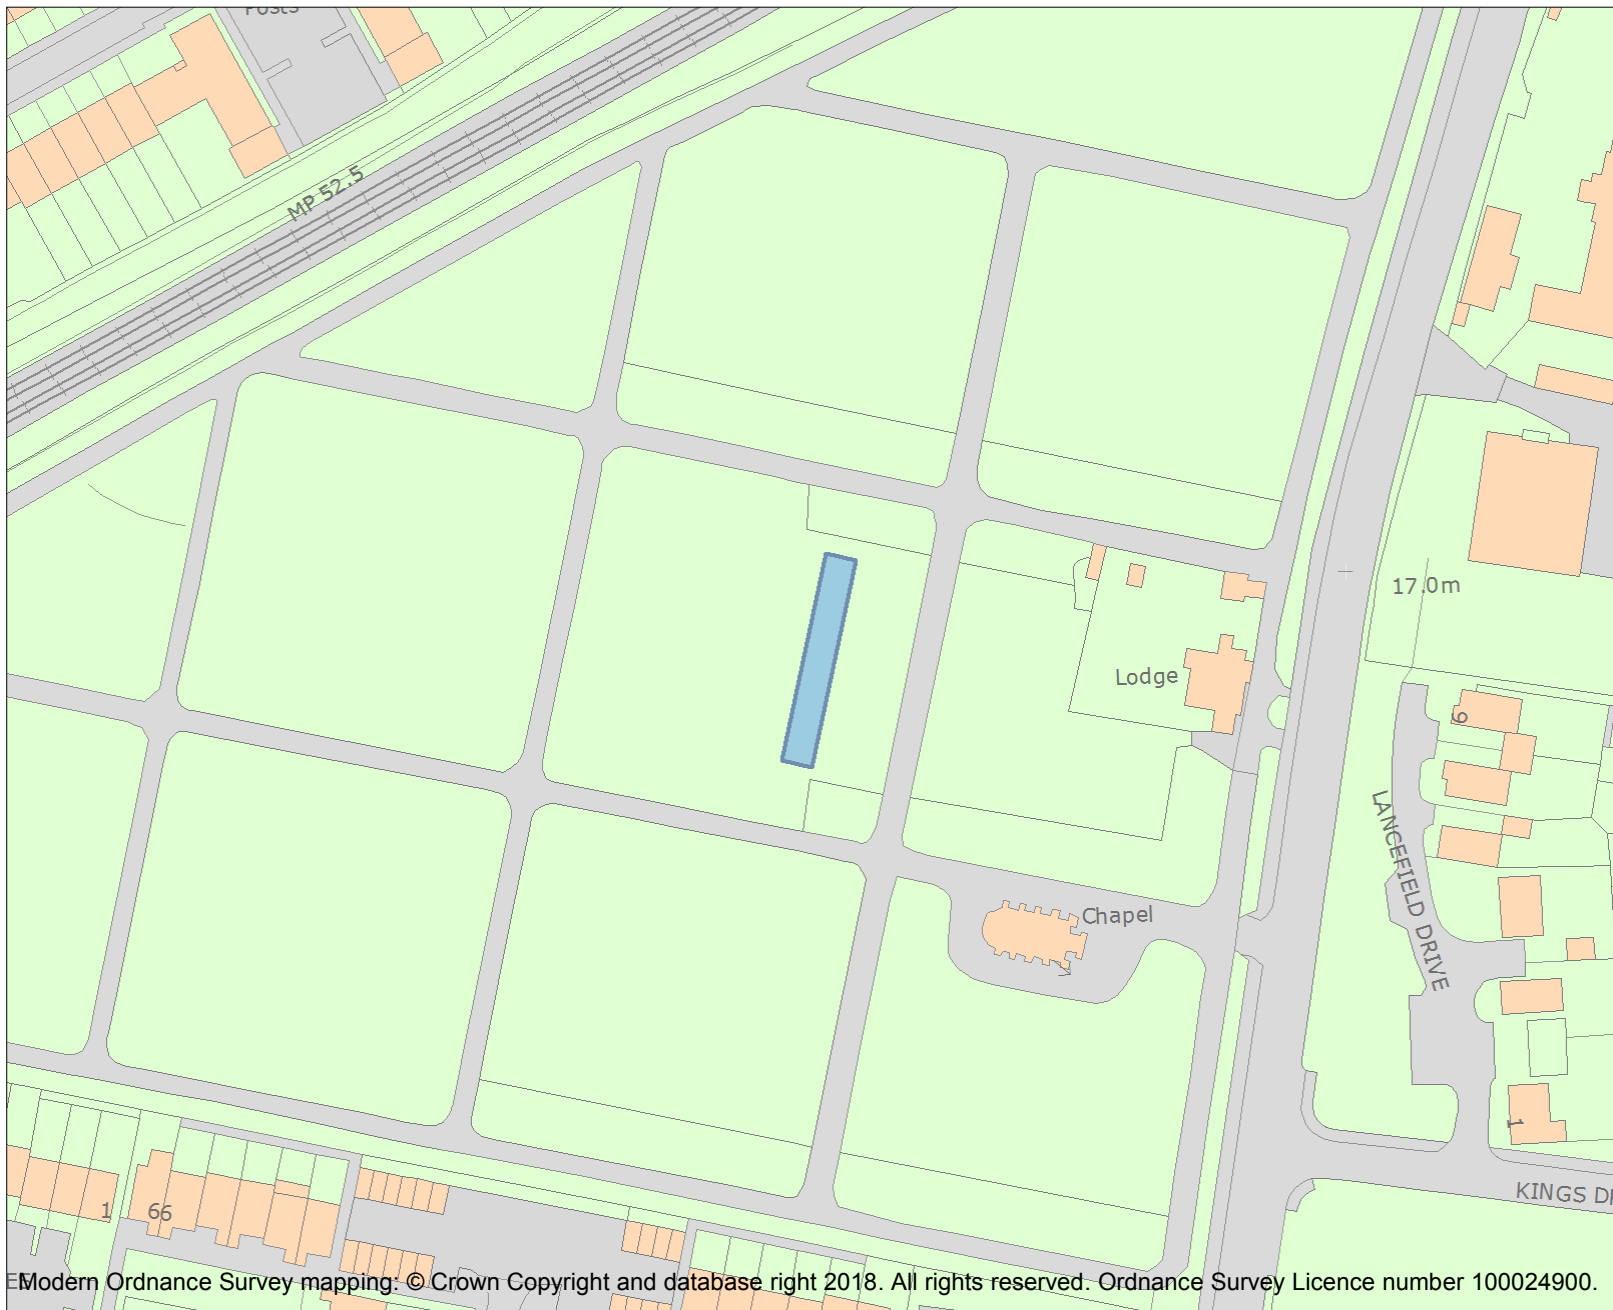 Posts
MP 52.5
17.0m
Lodge
9
LANCEFIELD DRIVE
Chapel
1
KINGS
1
66
Modern Ordnance Survey mapping: © Crown Copyright and database right 2018. All rights reserved. Ordnance Survey Licence number 100024900.